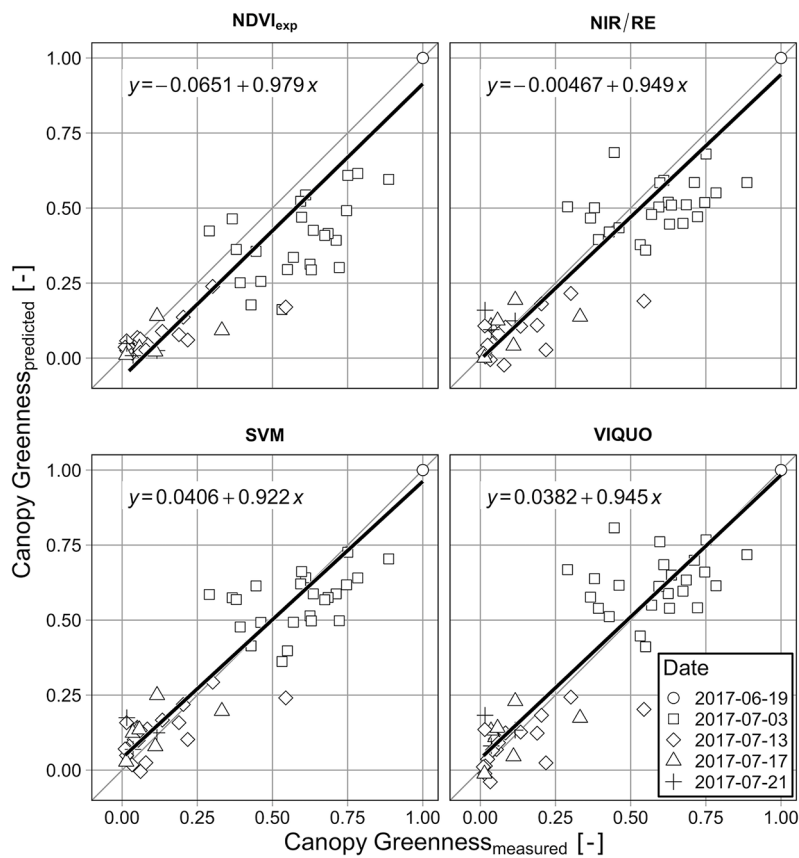 NDVIexp NIR/RE
1.00
0.75
0.50
0.25
0.00
y=−0.0651+0.979x y=−0.00467+0.949x
SVM VIQUO
1.00
0.75
0.50
0.25
0.00
y=0.0406+0.922x y=0.0382+0.945x
Date
2017-06-19
2017-07-03
2017-07-13
2017-07-17
2017-07-21
0.00 0.25 0.50 0.75 1.00 0.00 0.25 0.50 0.75 1.00
Canopy Greennessmeasured [-]
Canopy Greennesspredicted [-]